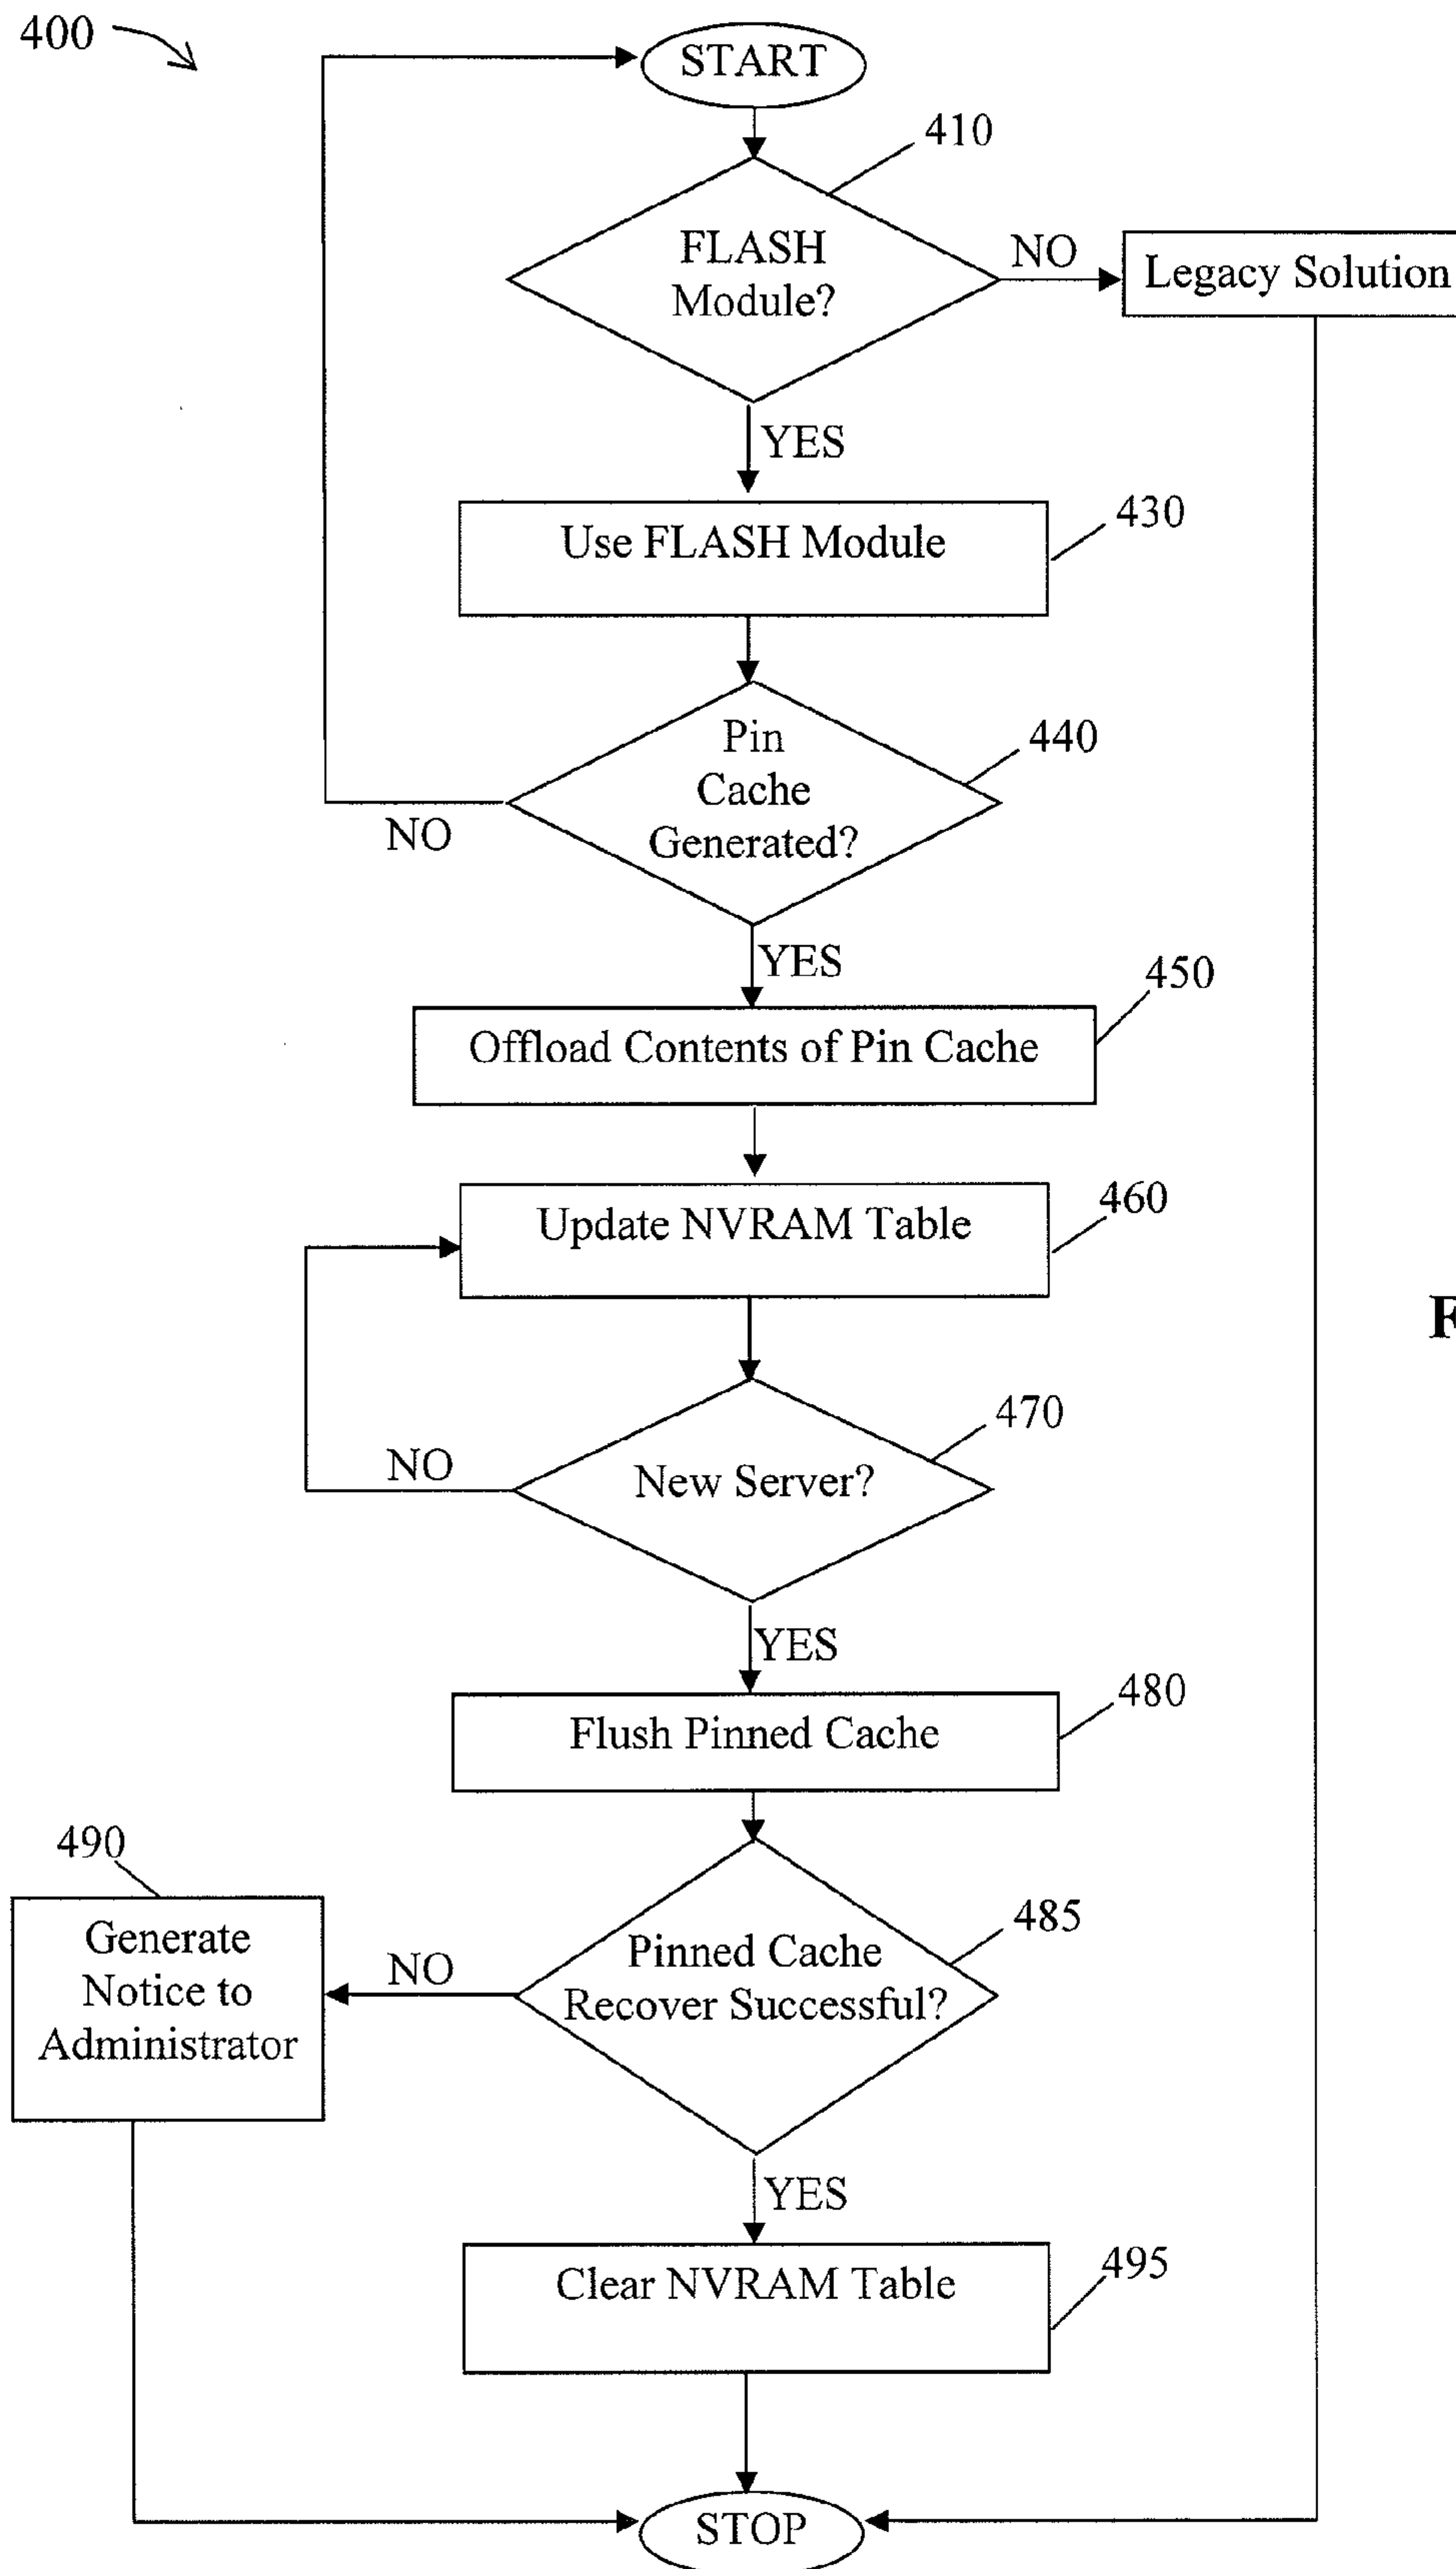 400
START
410
FLASH
Module?
NO
Legacy Solution
YES
Use FLASH Module
430
Pin
Cache
Generated?
440
NO
YES
450
Offload Contents of Pin Cache
Update NVRAM Table
460
F
470
New Server?
NO
YES
480
Flush Pinned Cache
490
Generate
Notice to
Administrator
NO
Pinned Cache
Recover Successful?
485
YES
Clear NVRAM Table
495
STOP